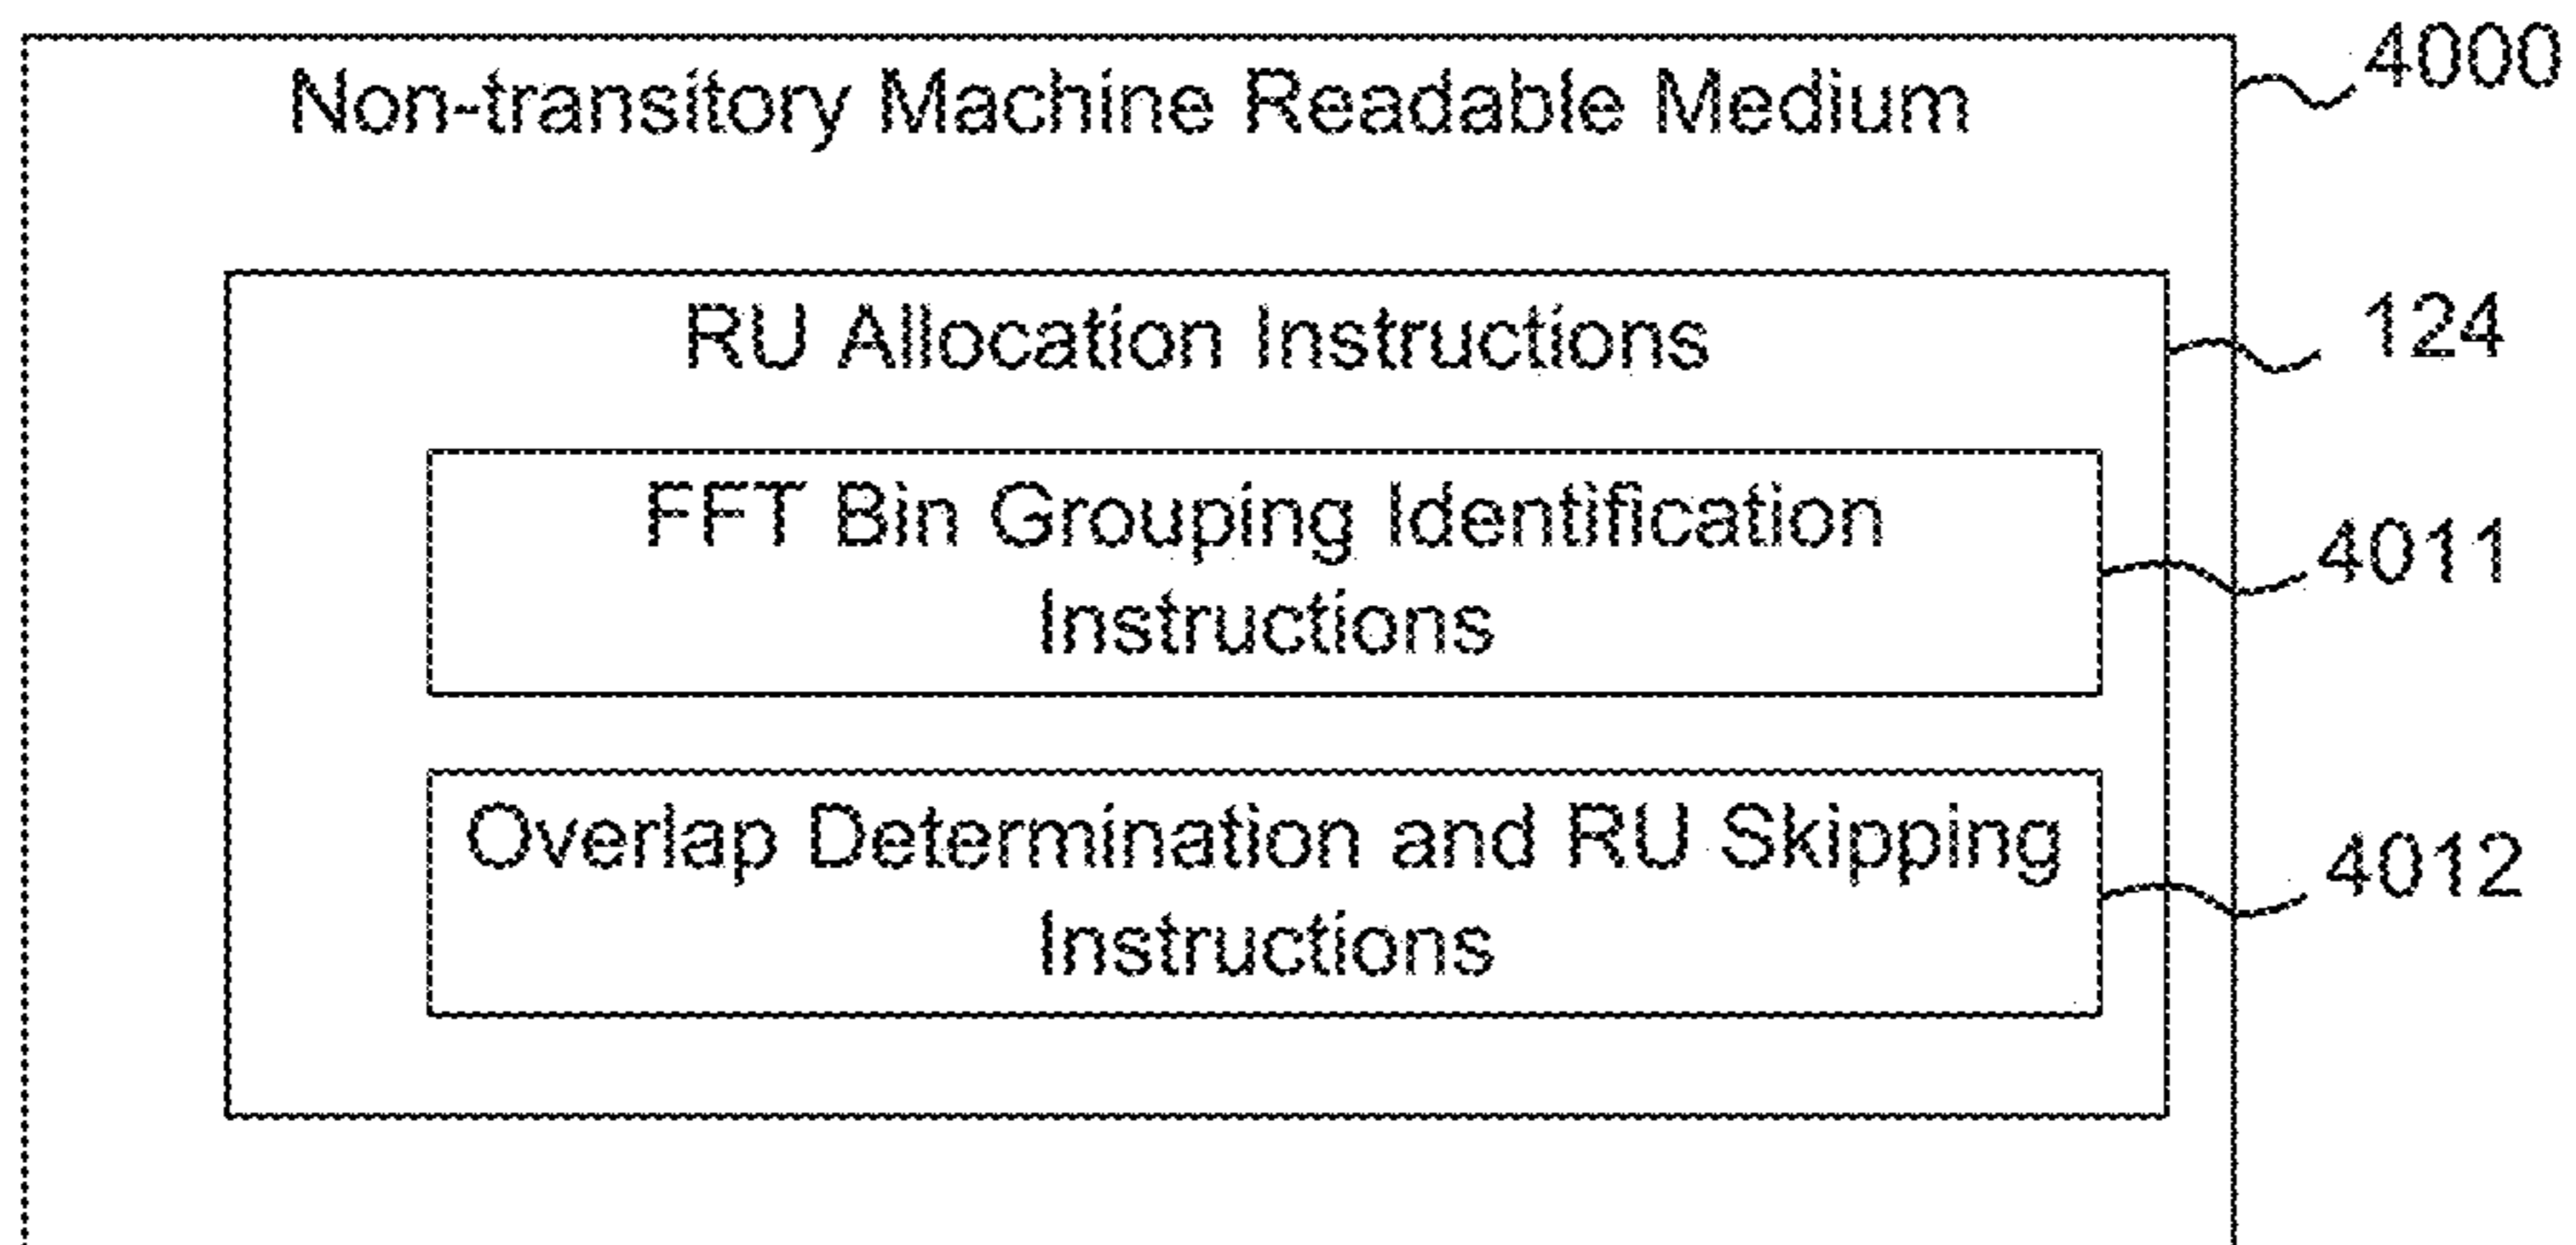 Non-transitory Machine Readable Medium
4000
RU Allocation Instructions
124
FFT Bin Grouping Identification
Instructions
4011
Overlap Determination and RU Skipping
Instructions
4012